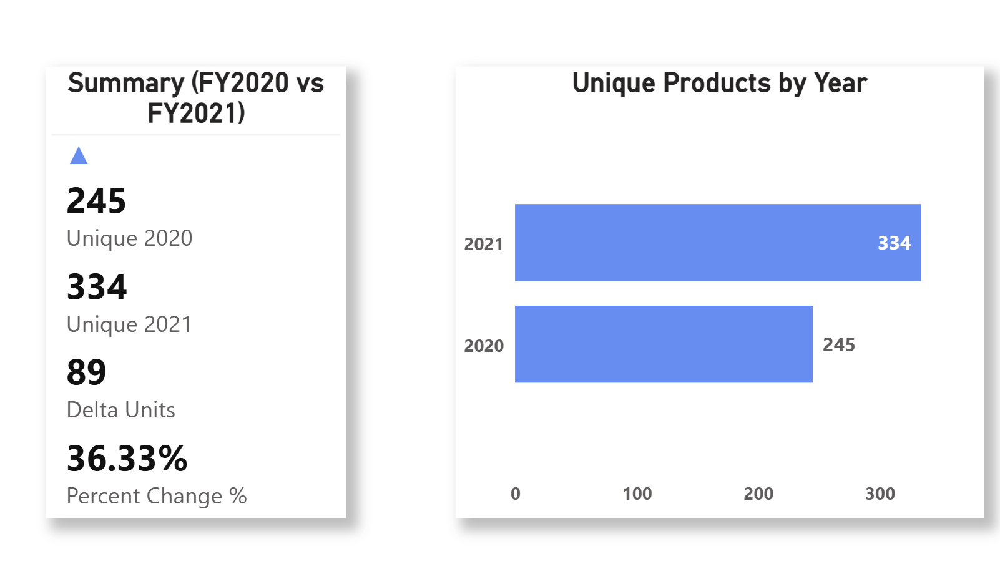 Summary (FY2020 vs
FY2021)
245
Unique 2020
334
Unique 2021
89
Delta Units
36.33%
Percent Change %
Unique Products by Year
2021
334
2020
245
0 100 200 300